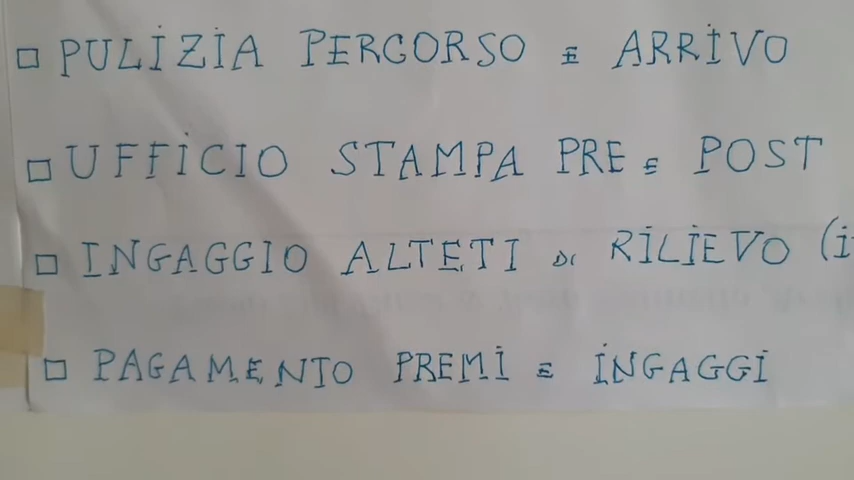 □ PULIZIA PERCORSO E ARRIVO
□ UFFICIO STAMPA PRE E POST
□ INGAGGIO ALTETI DI RILIEVO (i
□ PAGAMENTO PREMI E INGAGGI